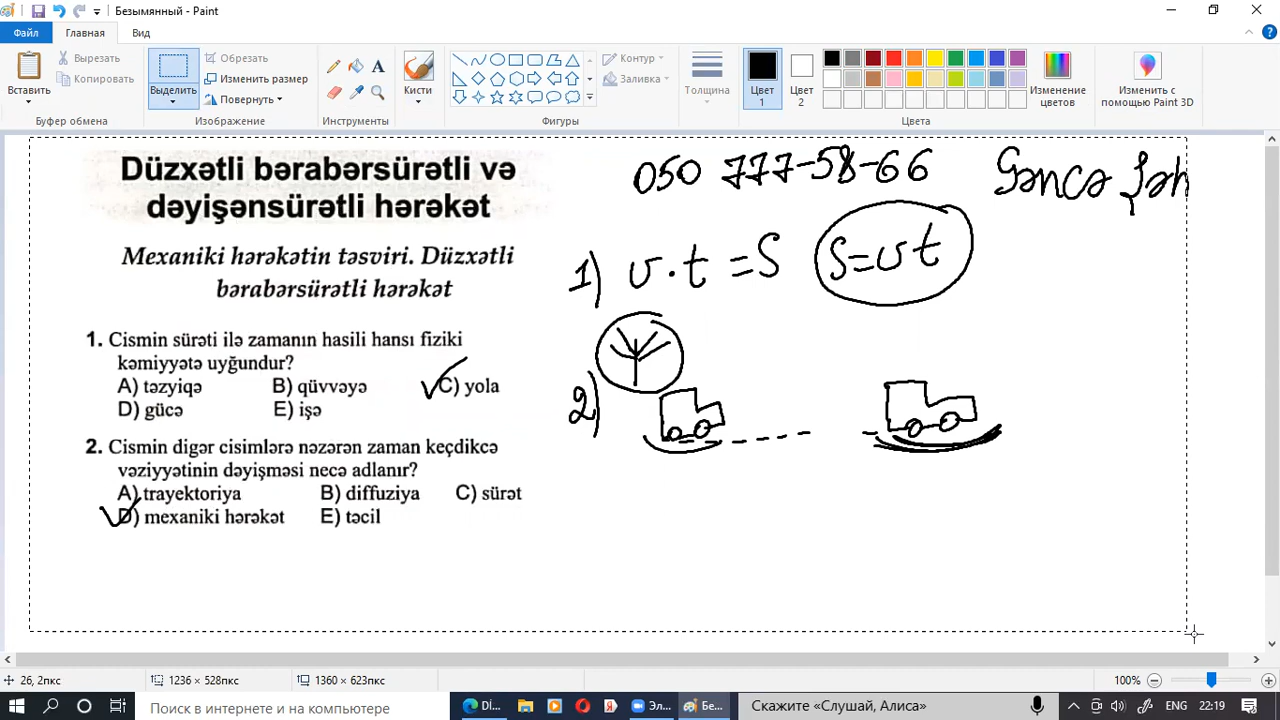 Безымянный - Paint
Файл Главная Вид
Вставить
Вырезать
Копировать
Буфер обмена
Выделить
Обрезать
Изменить размер
Повернуть
Изображение
Инструменты
Кисти
Контур
Заливка
Фигуры
Толщина
Цвет 1
Цвет 2
Изменение цветов
Изменить с помощью Paint 3D
Цвета
Düzxətli bərabərsürətli və
dəyişənsürətli hərəkət
Mexaniki hərəkətin təsviri. Düzxətli
bərabərsürətli hərəkət
1. Cismin sürəti ilə zamanın hasili hansı fiziki
kəmiyyətə uyğundur?
A) təzyiqə B) qüvvəyə C) yola
D) gücə E) işə
2. Cismin digər cisimlərə nəzərən zaman keçdikcə
vəziyyətinin dəyişməsi necə adlanır?
A) trayektoriya B) diffuziya C) sürət
D) mexaniki hərəkət E) təcil
050 777-58-66 Gəncə Şəh
1) v·t=S S=vt
2)
26, 2пкс 1236 × 528пкс 1360 × 623пкс 100%
Поиск в интернете и на компьютере Dİ... Эл... Бе... Скажите «Слушай, Алиса» ENG 22:19